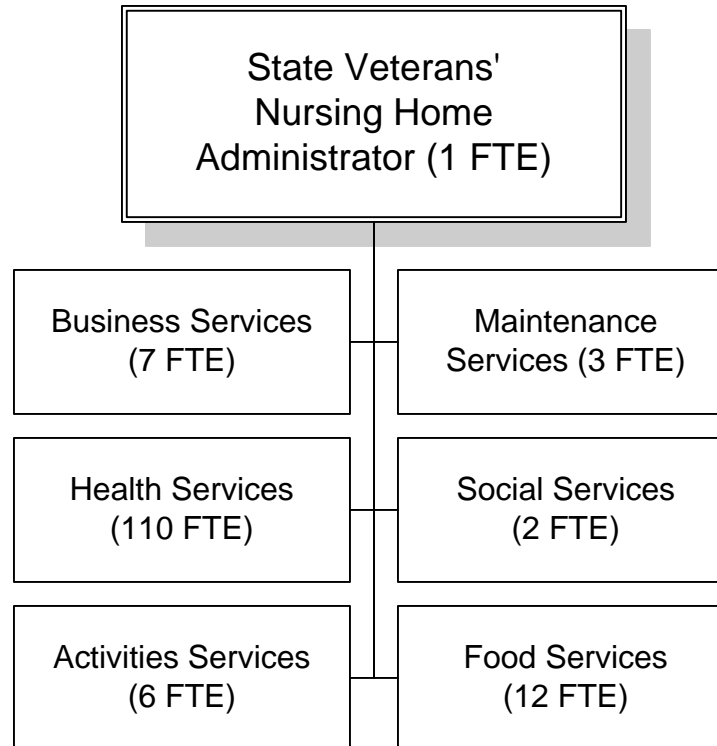 State Veterans'
Nursing Home
Administrator (1 FTE)
Business Services
(7 FTE)
Maintenance
Services (3 FTE)
Health Services
(110 FTE)
Social Services
(2 FTE)
Activities Services
(6 FTE)
Food Services
(12 FTE)